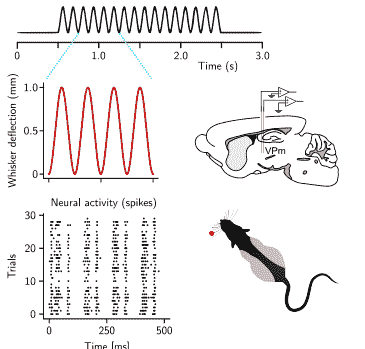 0 1.0 2.0 3.0
Time (s)
Whisker deflection (mm)
1.0
0.5
0
VPm
Neural activity (spikes)
Trials
30
20
10
0
0 250 500
Time [ms]